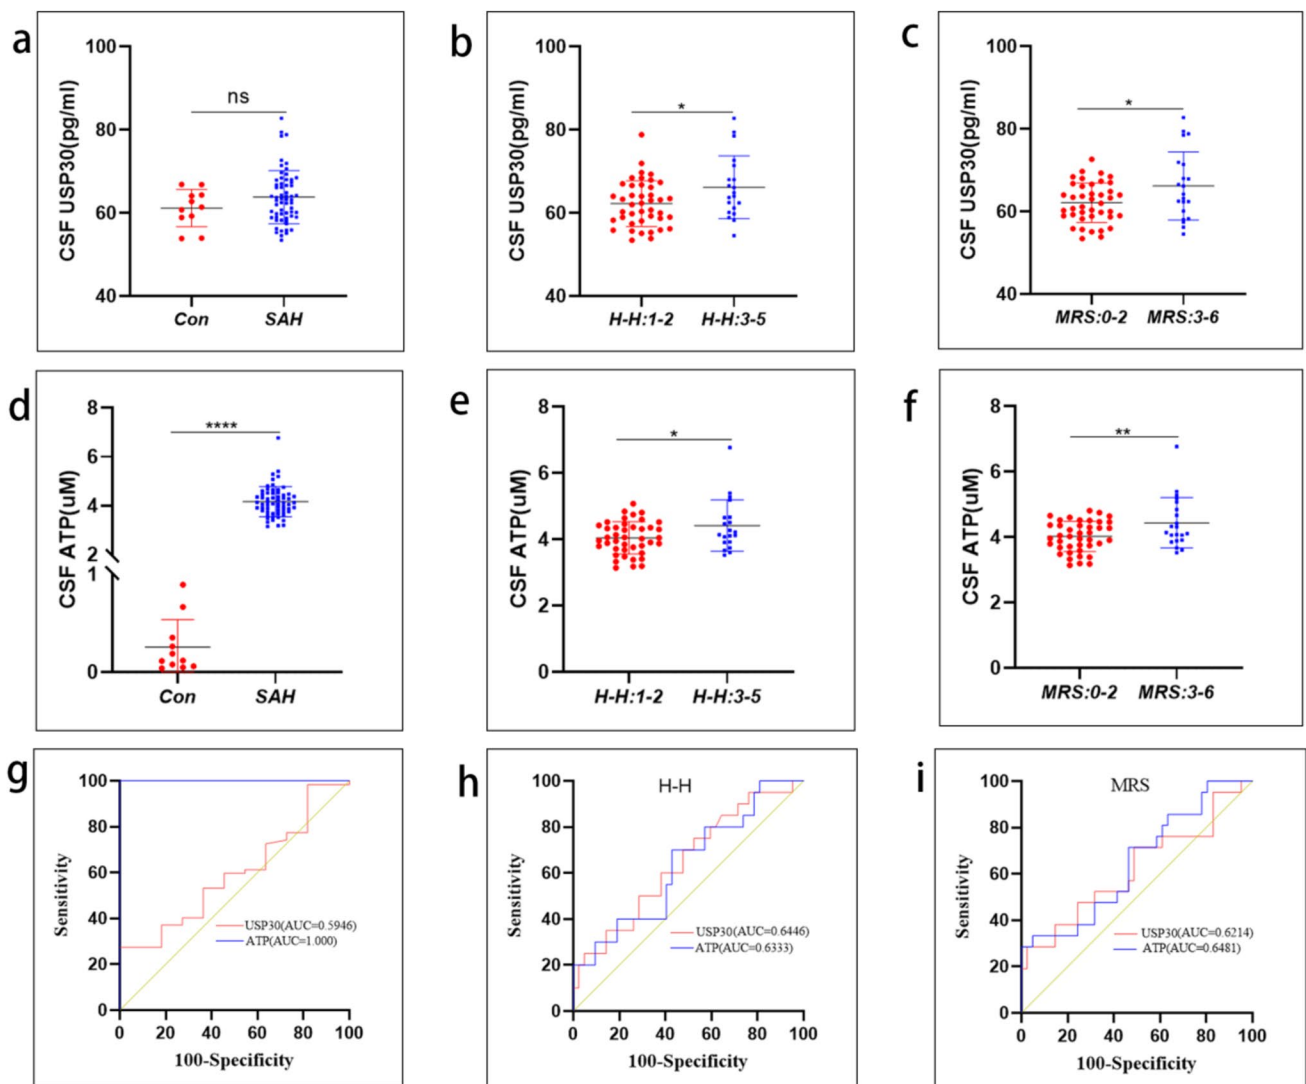 a
CSF USP30(pg/ml)
100
80
60
40
ns
Con
SAH
b
CSF USP30(pg/ml)
100
80
60
40
*
H-H:1-2
H-H:3-5
c
CSF USP30(pg/ml)
100
80
60
40
*
MRS:0-2
MRS:3-6
d
CSF ATP(uM)
8
6
4
2
1
0
****
Con
SAH
e
CSF ATP(uM)
8
6
4
2
0
*
H-H:1-2
H-H:3-5
f
CSF ATP(uM)
8
6
4
2
0
**
MRS:0-2
MRS:3-6
g
Sensitivity
100
80
60
40
20
0
USP30(AUC=0.5946)
ATP(AUC=1.000)
0 20 40 60 80 100
100-Specificity
h
H-H
Sensitivity
100
80
60
40
20
0
USP30(AUC=0.6446)
ATP(AUC=0.6333)
0 20 40 60 80 100
100-Specificity
i
MRS
Sensitivity
100
80
60
40
20
0
USP30(AUC=0.6214)
ATP(AUC=0.6481)
0 20 40 60 80 100
100-Specificity